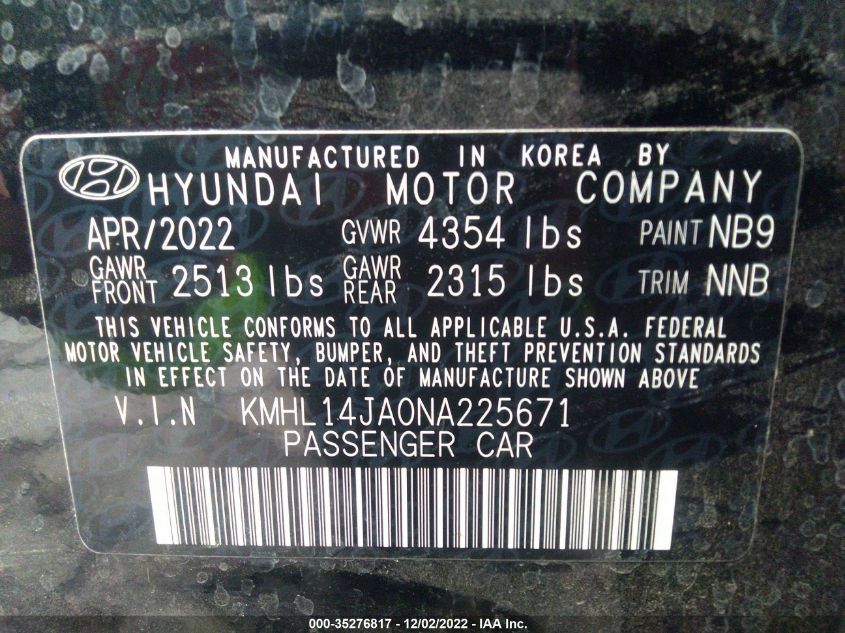 MANUFACTURED IN KOREA BY
HYUNDAI MOTOR COMPANY
APR/2022 GVWR 4354 lbs PAINT NB9
GAWR FRONT 2513 lbs GAWR REAR 2315 lbs TRIM NNB
THIS VEHICLE CONFORMS TO ALL APPLICABLE U.S.A. FEDERAL
MOTOR VEHICLE SAFETY, BUMPER, AND THEFT PREVENTION STANDARDS
IN EFFECT ON THE DATE OF MANUFACTURE SHOWN ABOVE
V.I.N KMHL14JA0NA225671
PASSENGER CAR
000-35276817 - 12/02/2022 - IAA Inc.